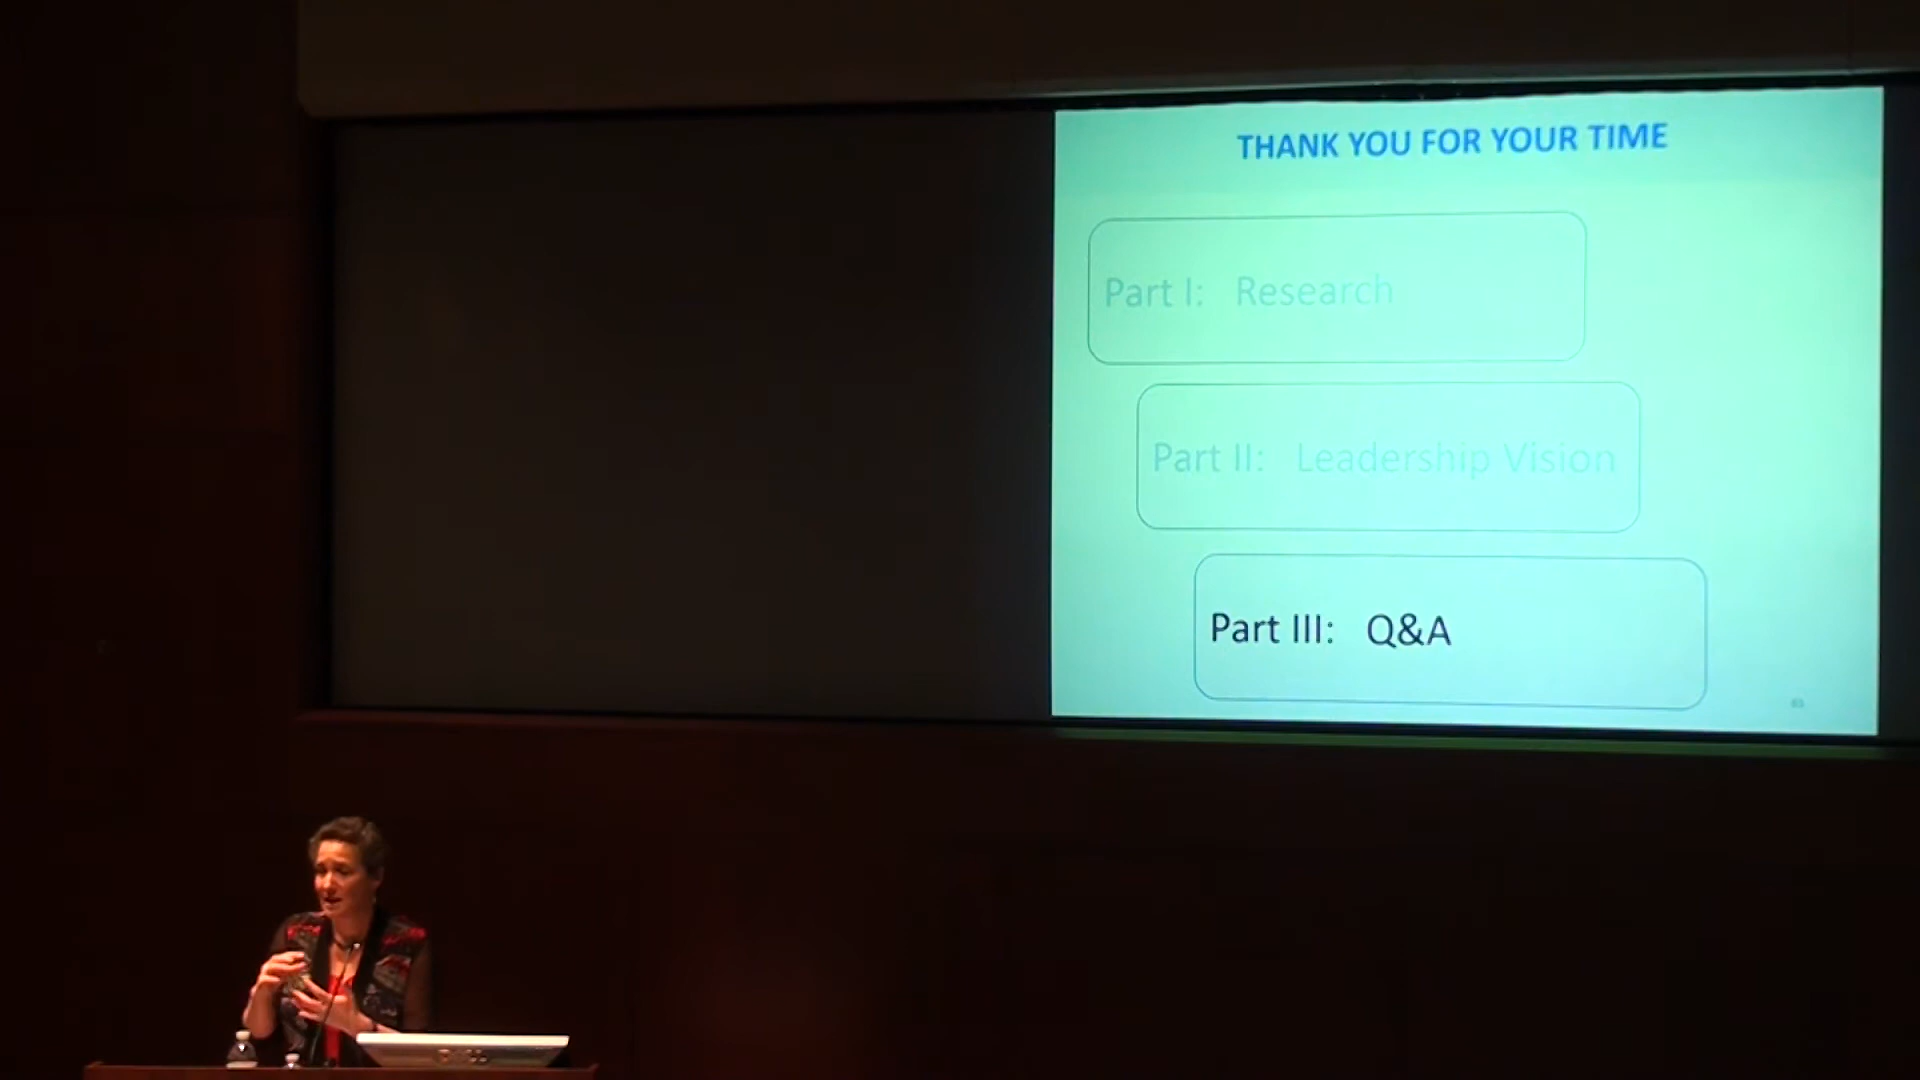 THANK YOU FOR YOUR TIME
Part I: Research
Part II: Leadership Vision
Part III: Q&A